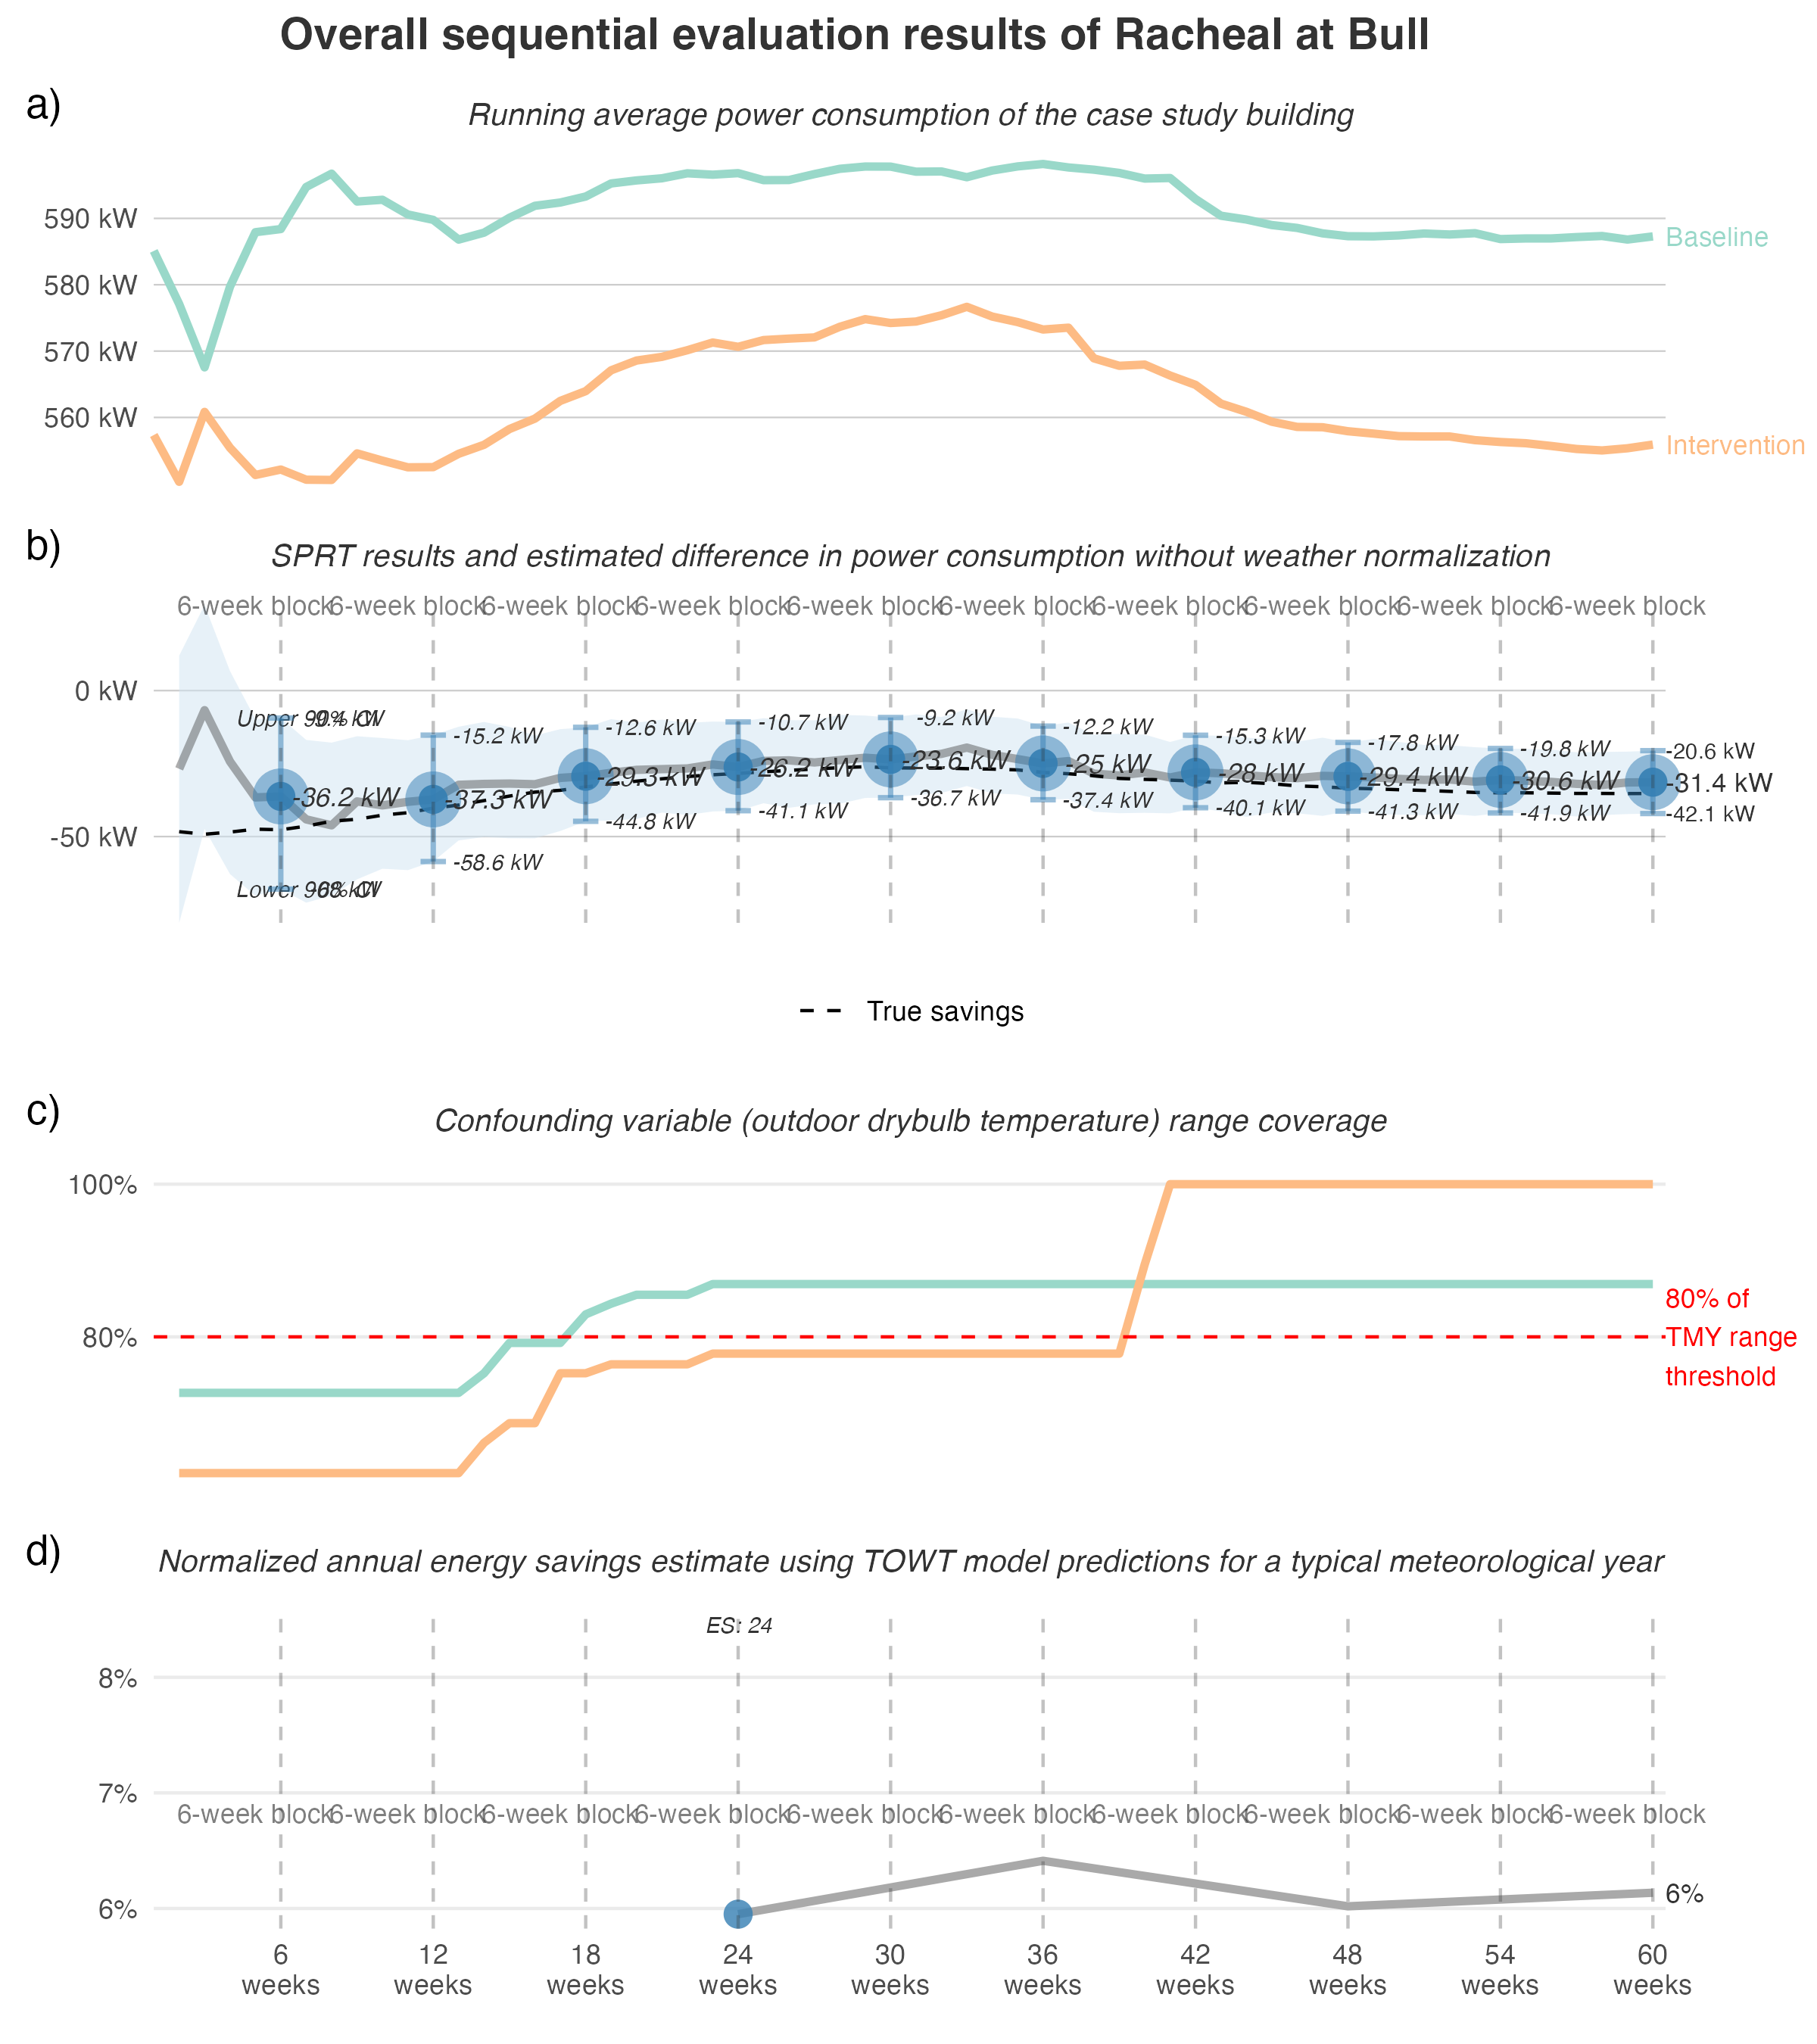 Overall sequential evaluation results of Racheal at Bull
a)
Running average power consumption of the case study building
590 kW
580 kW
570 kW
560 kW
Baseline
Intervention
b)
SPRT results and estimated difference in power consumption without weather normalization
6-week block 6-week block 6-week block 6-week block 6-week block 6-week block 6-week block 6-week block 6-week block 6-week block
0 kW
-50 kW
Upper 90% CI -9.4 kW
-15.2 kW
-12.6 kW
-10.7 kW
-9.2 kW
-12.2 kW
-15.3 kW
-17.8 kW
-19.8 kW
-20.6 kW
-36.2 kW
-37.3 kW
-29.3 kW
-26.2 kW
-23.6 kW
-25 kW
-28 kW
-29.4 kW
-30.6 kW
-31.4 kW
Lower 90% CI -68 kW
-58.6 kW
-44.8 kW
-41.1 kW
-36.7 kW
-37.4 kW
-40.1 kW
-41.3 kW
-41.9 kW
-42.1 kW
True savings
c)
Confounding variable (outdoor drybulb temperature) range coverage
100%
80%
80% of
TMY range
threshold
d)
Normalized annual energy savings estimate using TOWT model predictions for a typical meteorological year
ES: 24
8%
7%
6-week block 6-week block 6-week block 6-week block 6-week block 6-week block 6-week block 6-week block 6-week block 6-week block
6%
6%
6 weeks
12 weeks
18 weeks
24 weeks
30 weeks
36 weeks
42 weeks
48 weeks
54 weeks
60 weeks